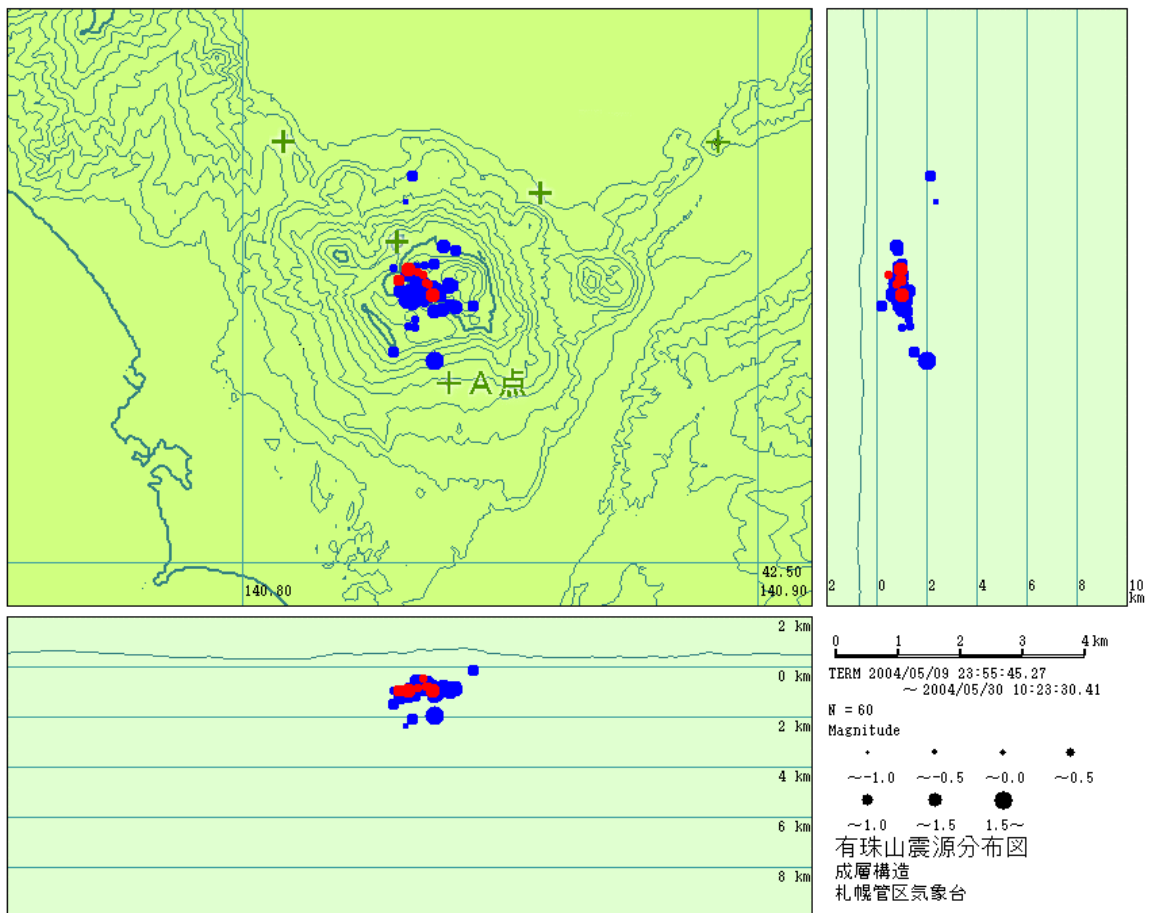 A点
42.50
140.80
140.90
2 0 2 4 6 8 10
km
2 km
0 km
2 km
4 km
6 km
8 km
0 1 2 3 4 km
TERM 2004/05/09 23:55:45.27
～ 2004/05/30 10:23:30.41
N = 60
Magnitude
～-1.0 ～-0.5 ～0.0 ～0.5
～1.0 ～1.5 1.5～
有珠山震源分布図
成層構造
札幌管区気象台